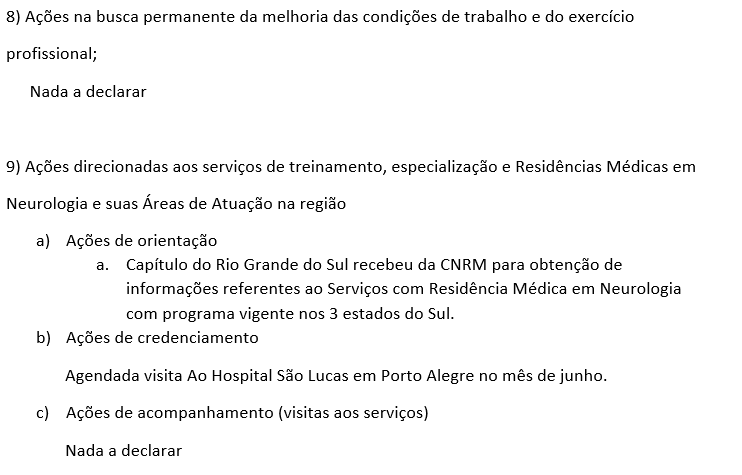 8) Ações na busca permanente da melhoria das condições de trabalho e do exercício
profissional;
Nada a declarar
9) Ações direcionadas aos serviços de treinamento, especialização e Residências Médicas em
Neurologia e suas Áreas de Atuação na região
a) Ações de orientação
a. Capítulo do Rio Grande do Sul recebeu da CNRM para obtenção de
informações referentes ao Serviços com Residência Médica em Neurologia
com programa vigente nos 3 estados do Sul.
b) Ações de credenciamento
Agendada visita Ao Hospital São Lucas em Porto Alegre no mês de junho.
c) Ações de acompanhamento (visitas aos serviços)
Nada a declarar